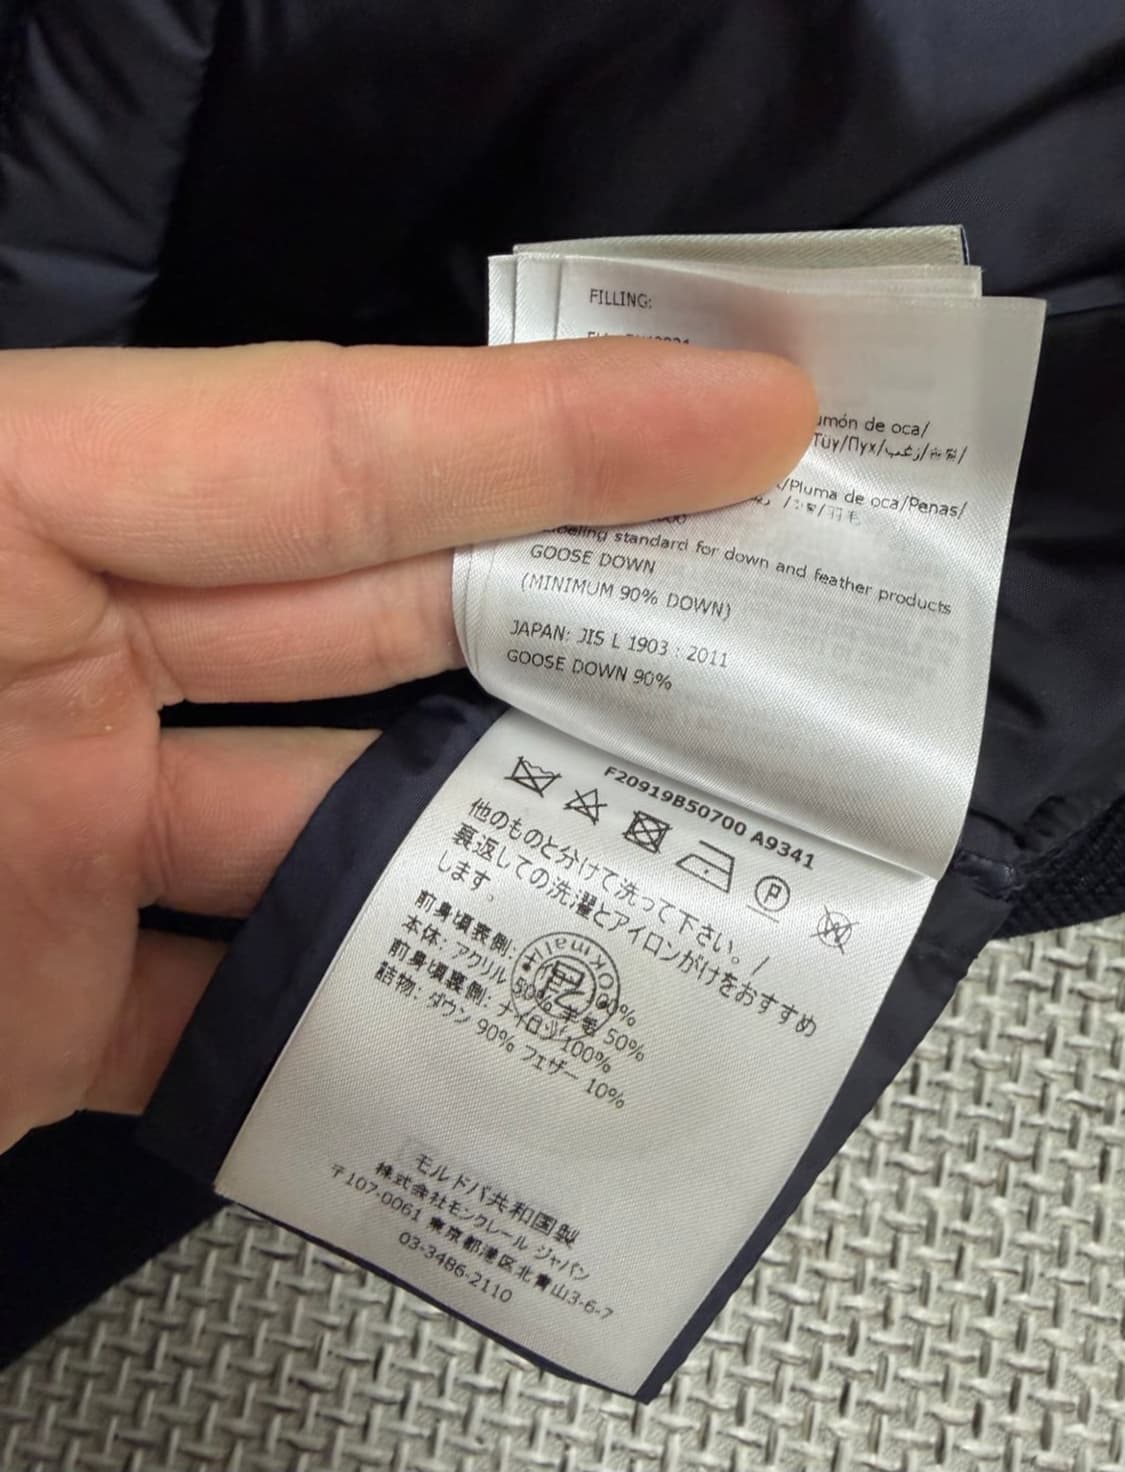 FILLING:
umón de oca/
Tüy/Пух/زغب/
/Pluma de oca/Penas/
/羽毛
labeling standard for down and feather products
GOOSE DOWN
(MINIMUM 90% DOWN)
JAPAN: JIS L 1903 : 2011
GOOSE DOWN 90%
F20919B50700 A9341
P
他のものと分けて洗って下さい。/
裏返しての洗濯とアイロンがけをおすすめ
します。
前身頃表側: 100%
本体: アクリル 50% 羊毛 50%
前身頃裏側: ナイロン 100%
詰物: ダウン 90% フェザー 10%
モルドバ共和国製
株式会社モンクレール ジャパン
〒107-0061 東京都港区北青山3-6-7
03-3486-2110